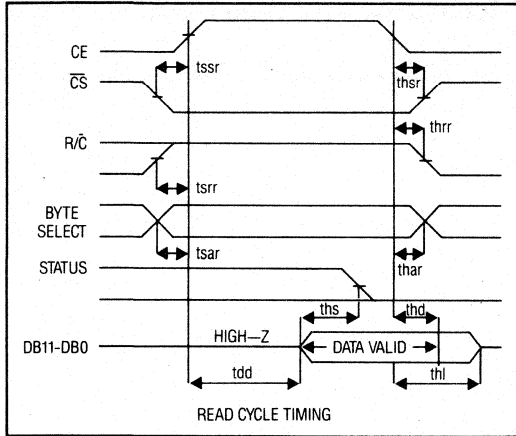 CE
tssr
thsr
CS
thrr
R/C
tsrr
BYTE
SELECT
tsar
thar
STATUS
ths
thd
HIGH—Z
DB11-DB0
DATA VALID
tdd
thl
READ CYCLE TIMING